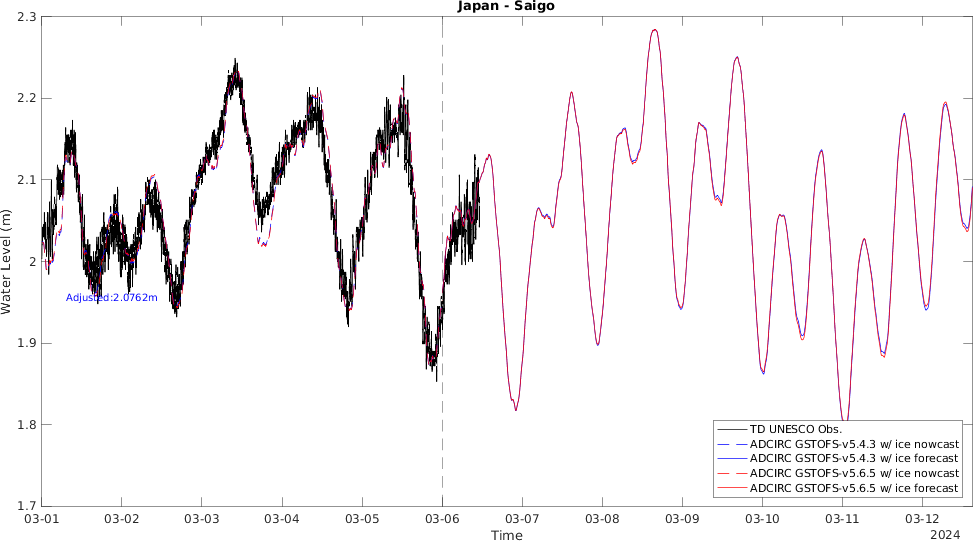 Japan - Saigo
Water Level (m)
2.3
2.2
2.1
2
1.9
1.8
1.7
Adjusted:2.0762m
TD UNESCO Obs.
ADCIRC GSTOFS-v5.4.3 w/ ice nowcast
ADCIRC GSTOFS-v5.4.3 w/ ice forecast
ADCIRC GSTOFS-v5.6.5 w/ ice nowcast
ADCIRC GSTOFS-v5.6.5 w/ ice forecast
03-01 03-02 03-03 03-04 03-05 03-06 03-07 03-08 03-09 03-10 03-11 03-12
Time
2024